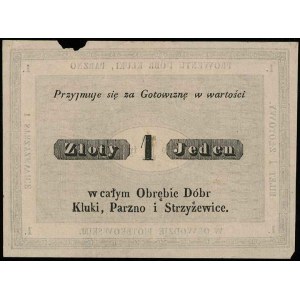 Przyjmuje się za Gotowiznę w wartości
Złoty 1 Jeden
w całym Obrębie Dóbr
Kluki, Parzno i Strzyżewice.